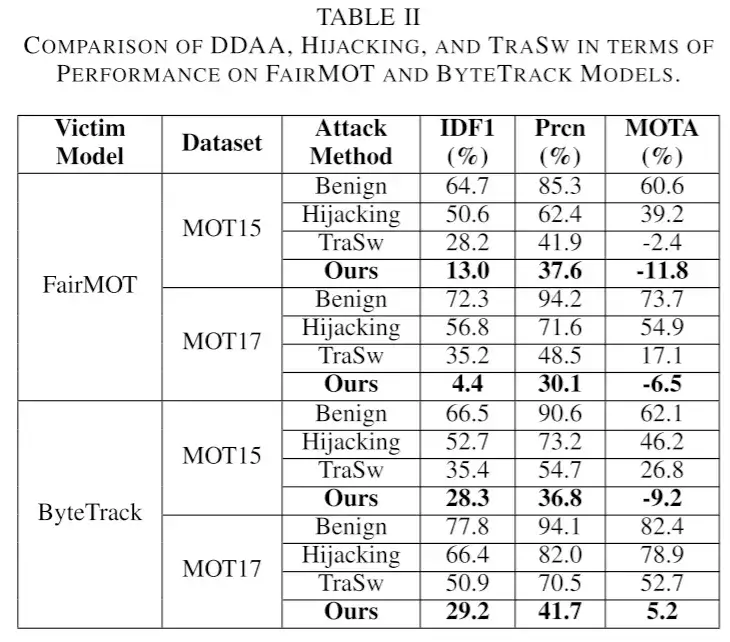 TABLE II
COMPARISON OF DDAA, HIJACKING, AND TRASW IN TERMS OF
PERFORMANCE ON FAIRMOT AND BYTETRACK MODELS.
Victim Model Dataset Attack Method IDF1 (%) Prcn (%) MOTA (%)
FairMOT MOT15 Benign 64.7 85.3 60.6
Hijacking 50.6 62.4 39.2
TraSw 28.2 41.9 -2.4
Ours 13.0 37.6 -11.8
MOT17 Benign 72.3 94.2 73.7
Hijacking 56.8 71.6 54.9
TraSw 35.2 48.5 17.1
Ours 4.4 30.1 -6.5
ByteTrack MOT15 Benign 66.5 90.6 62.1
Hijacking 52.7 73.2 46.2
TraSw 35.4 54.7 26.8
Ours 28.3 36.8 -9.2
MOT17 Benign 77.8 94.1 82.4
Hijacking 66.4 82.0 78.9
TraSw 50.9 70.5 52.7
Ours 29.2 41.7 5.2